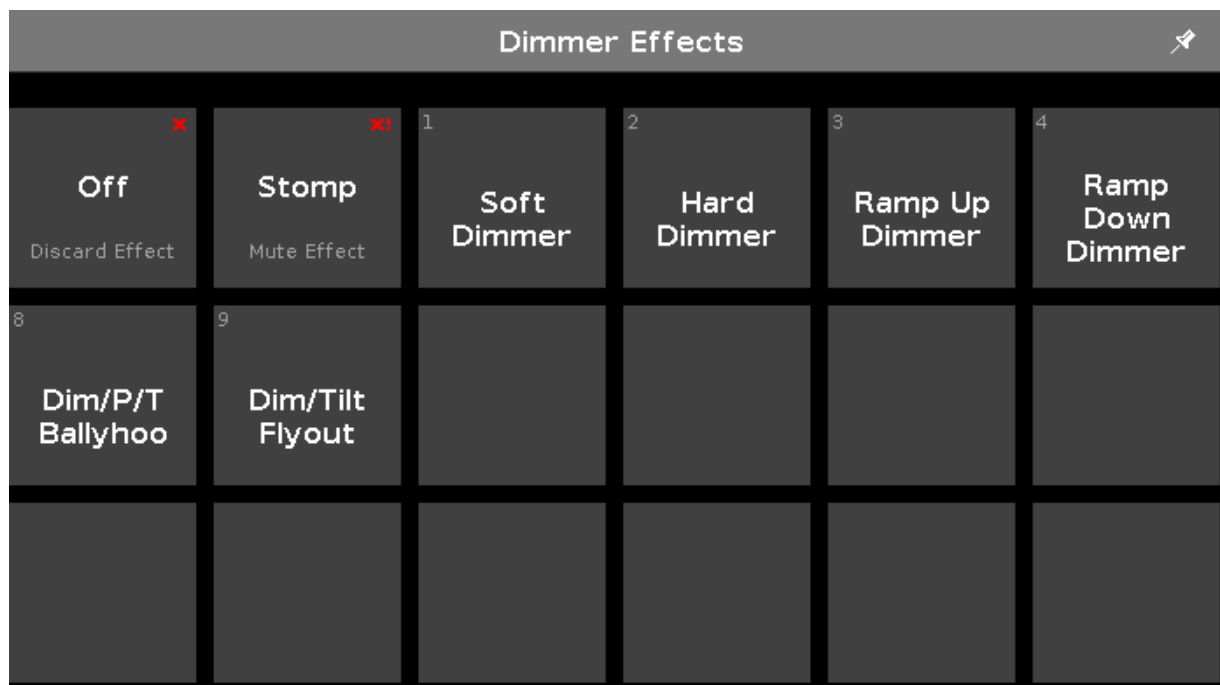 Dimmer Effects
Off
Discard Effect
Stomp
Mute Effect
1
Soft
Dimmer
2
Hard
Dimmer
3
Ramp Up
Dimmer
4
Ramp
Down
Dimmer
8
Dim/P/T
Ballyhoo
9
Dim/Tilt
Flyout